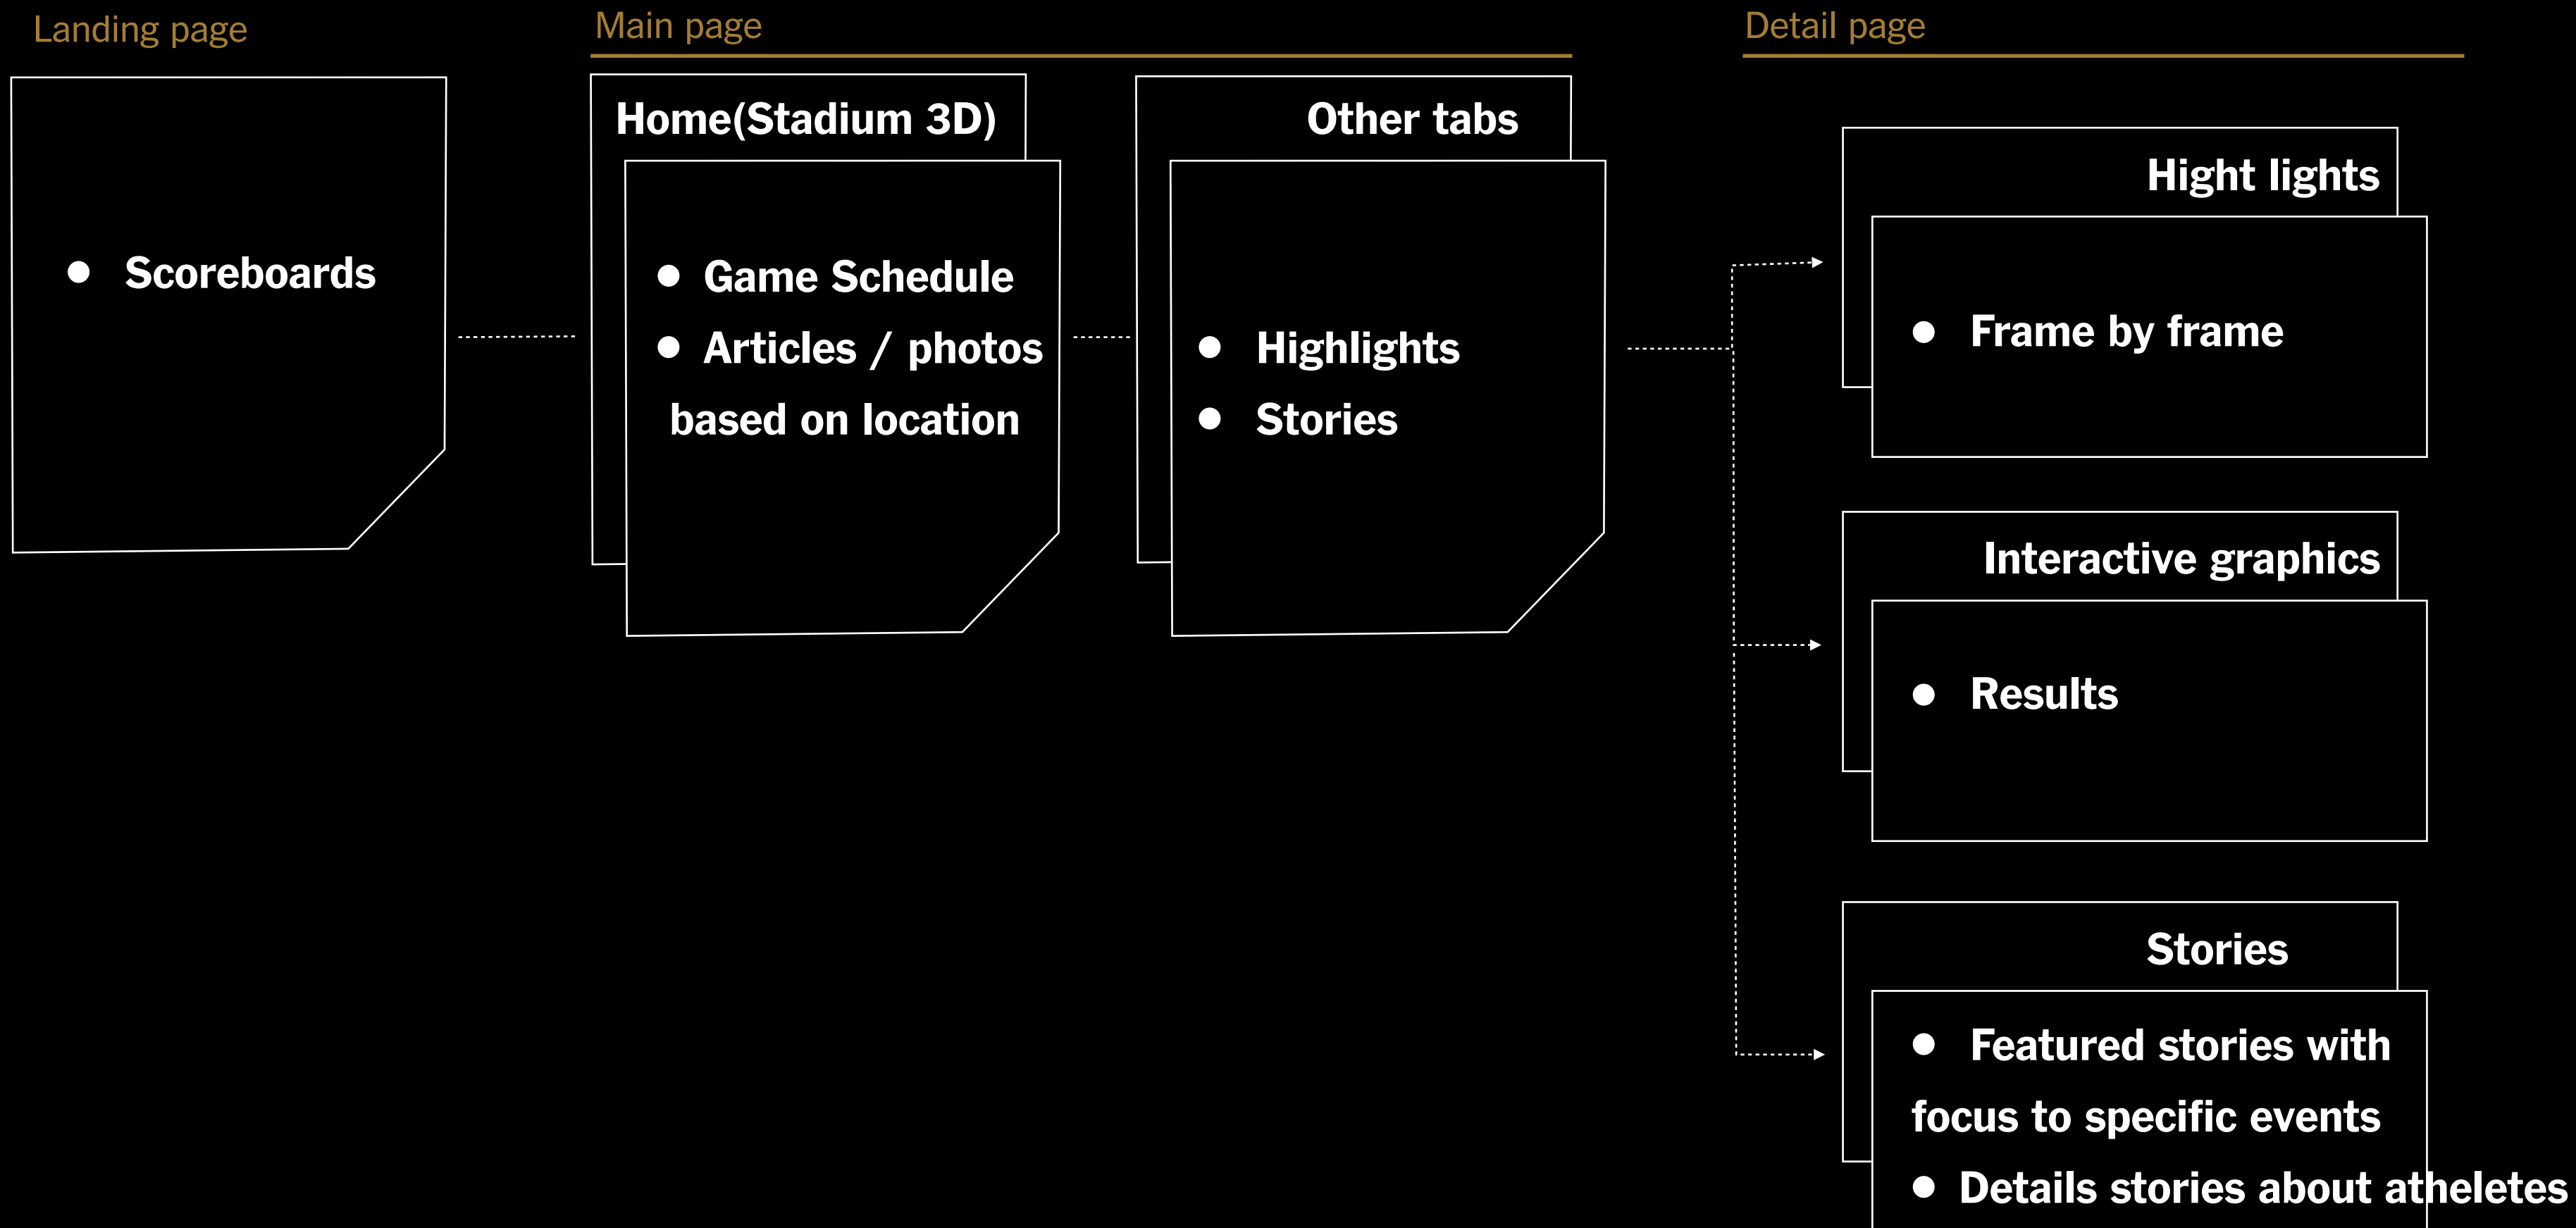 Landing page
Main page
Detail page
● Scoreboards
Home(Stadium 3D)
● Game Schedule
● Articles / photos
based on location
Other tabs
● Highlights
● Stories
Hight lights
● Frame by frame
Interactive graphics
● Results
Stories
● Featured stories with
focus to specific events
● Details stories about atheletes